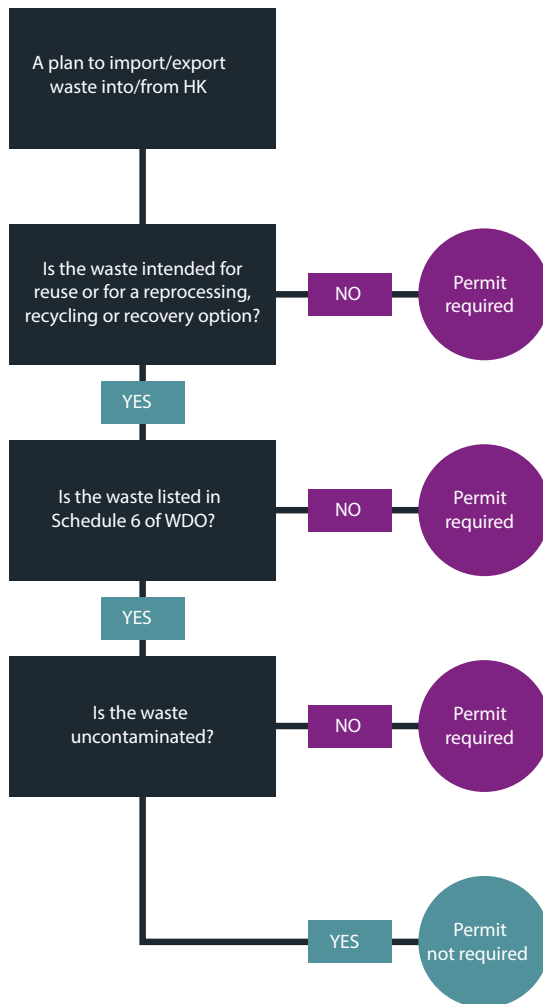 A plan to import/export
waste into/from HK
Is the waste intended for
reuse or for a reprocessing,
recycling or recovery option?
NO
Permit
required
YES
Is the waste listed in
Schedule 6 of WDO?
NO
Permit
required
YES
Is the waste
uncontaminated?
NO
Permit
required
YES
Permit
not required